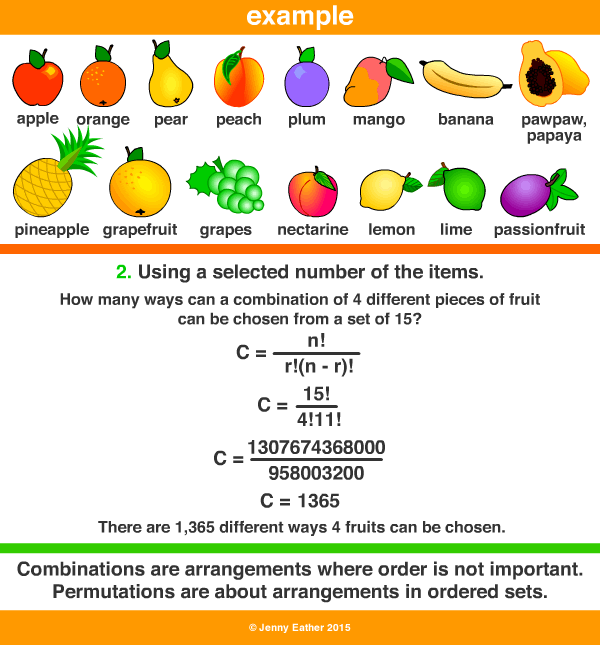 example
apple orange pear peach plum mango banana pawpaw,
papaya
pineapple grapefruit grapes nectarine lemon lime passionfruit
2. Using a selected number of the items.
How many ways can a combination of 4 different pieces of fruit
can be chosen from a set of 15?
n!
C =
r!(n - r)!
15!
C =
4!11!
1307674368000
C =
958003200
C = 1365
There are 1,365 different ways 4 fruits can be chosen.
Combinations are arrangements where order is not important.
Permutations are about arrangements in ordered sets.
© Jenny Eather 2015